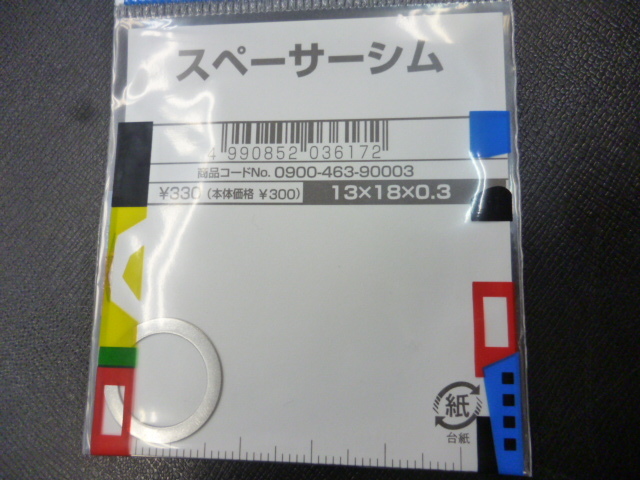 スペーサーシム
4 990852 036172
商品コードNo. 0900-463-90003
¥330 (本体価格 ¥300) 13×18×0.3
紙
台紙